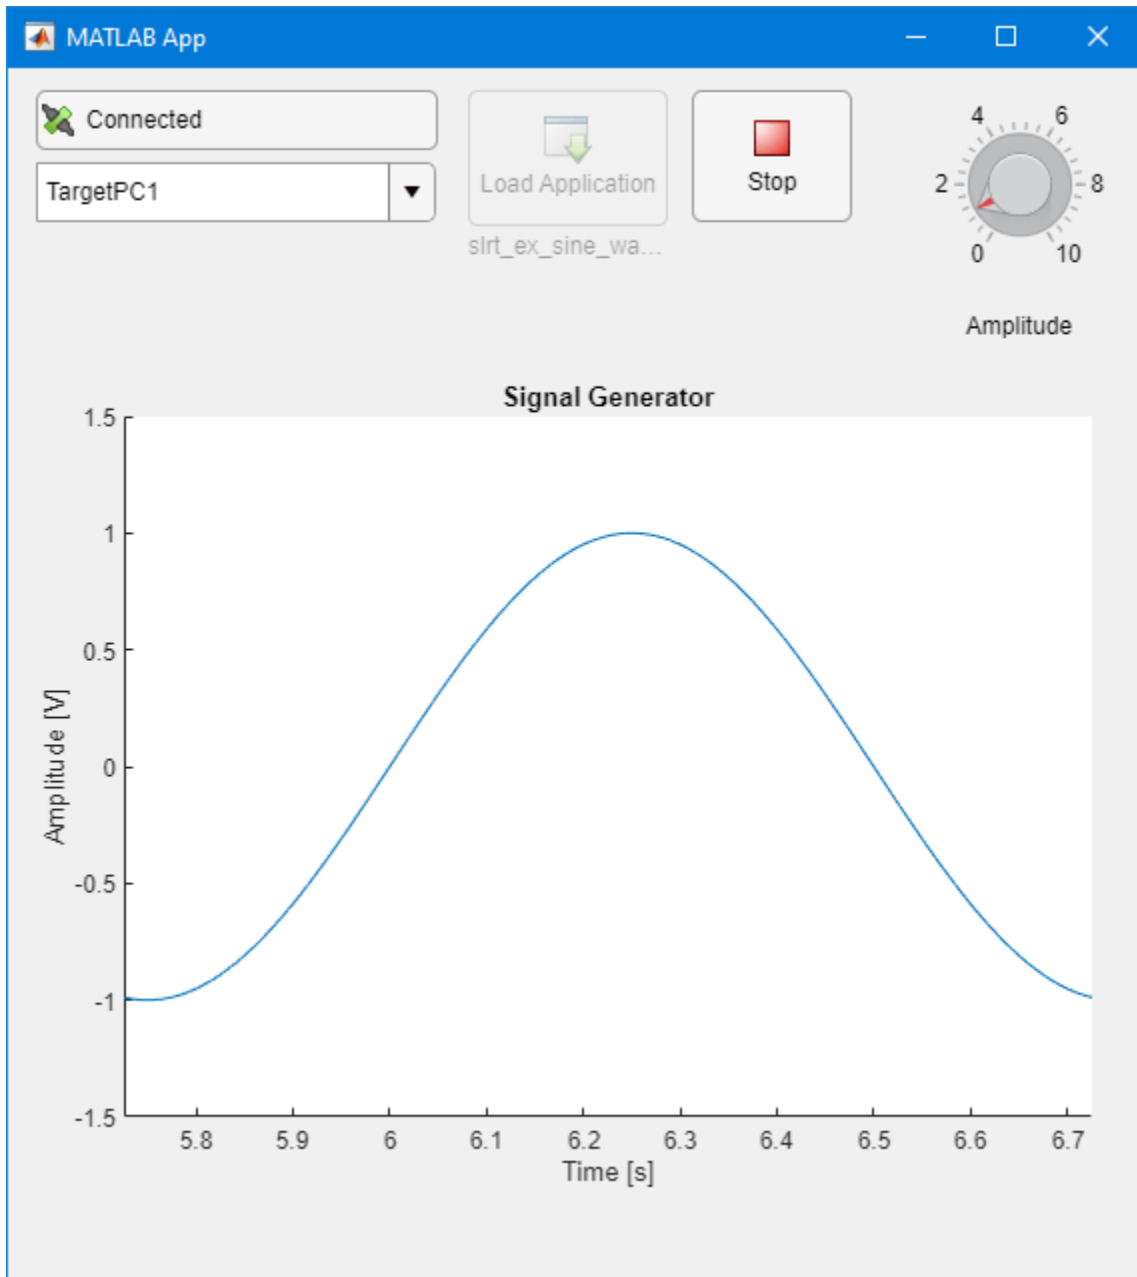 MATLAB App
Connected
TargetPC1
Load Application
slrt_ex_sine_wa...
Stop
4 6
2 8
0 10
Amplitude
Signal Generator
1.5
1
0.5
0
-0.5
-1
-1.5
Amplitude [V]
5.8 5.9 6 6.1 6.2 6.3 6.4 6.5 6.6 6.7
Time [s]